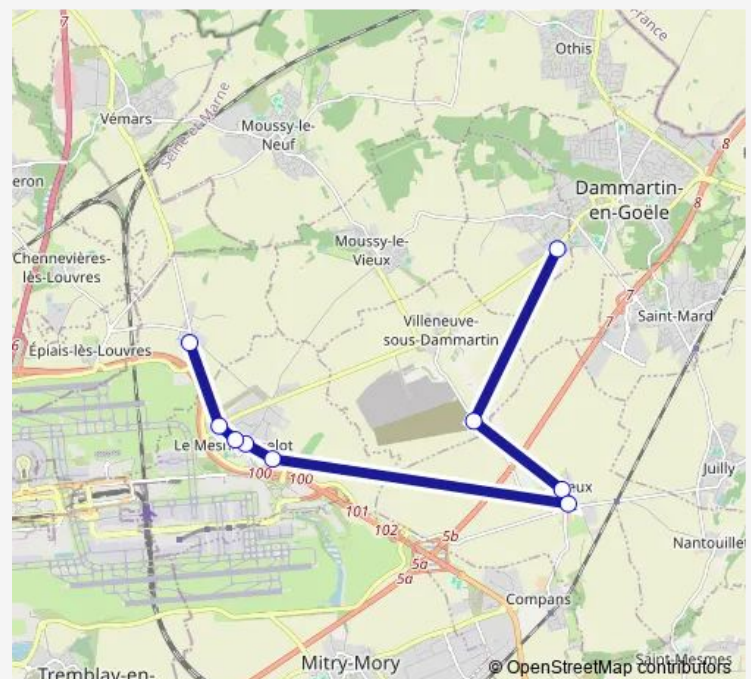 7
Othis
France
Vémars
Seine-et-Marne
Moussy-le-
Neuf
8
Dammartin-
en-Goële
8
Moussy-le-
Vieux
Chennevières-
lès-Louvres
7
Villeneuve-
sous-Dammartin
7
Saint-Mard
6
Épiais-lès-Louvres
Le Mesn
elot
100
100
eux
Juilly
101
102
5b
5a
5a
Nantouillet
Compans
Mitry-Mory
Saint-Mesmes
Tremblay-en-
© OpenStreetMap contributors